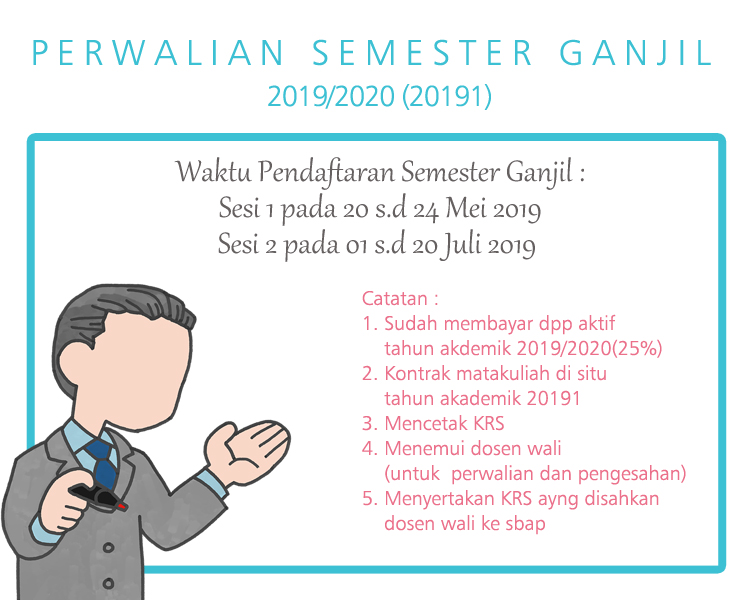 PERWALIAN SEMESTER GANJIL
2019/2020 (20191)
Waktu Pendaftaran Semester Ganjil :
Sesi 1 pada 20 s.d 24 Mei 2019
Sesi 2 pada 01 s.d 20 Juli 2019
Catatan :
1. Sudah membayar dpp aktif
tahun akdemik 2019/2020(25%)
2. Kontrak matakuliah di situ
tahun akademik 20191
3. Mencetak KRS
4. Menemui dosen wali
(untuk perwalian dan pengesahan)
5. Menyertakan KRS ayng disahkan
dosen wali ke sbap